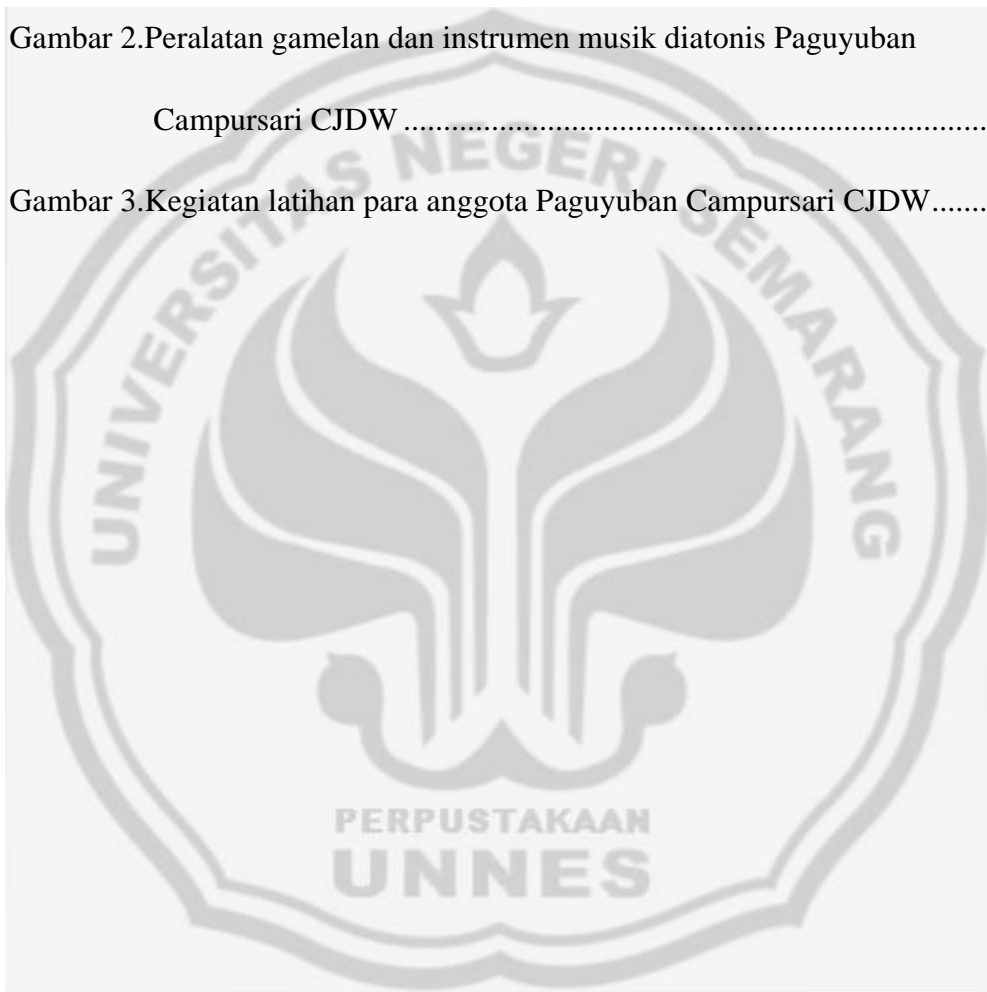 Gambar 2.Peralatan gamelan dan instrumen musik diatonis Paguyuban
Campursari CJDW ..........................................................................
Gambar 3.Kegiatan latihan para anggota Paguyuban Campursari CJDW.......
UNIVERSITAS NEGERI SEMARANG
PERPUSTAKAAN
UNNES